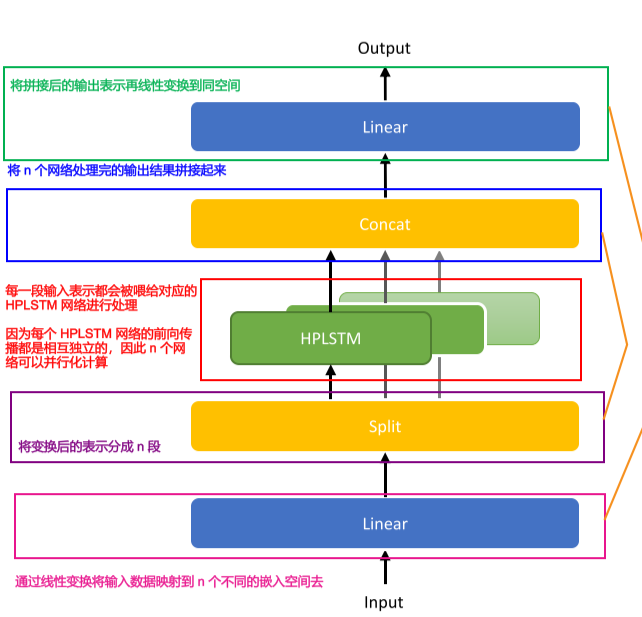 Output
将拼接后的输出表示再线性变换到同空间
Linear
将 n 个网络处理完的输出结果拼接起来
Concat
每一段输入表示都会被喂给对应的
HPLSTM 网络进行处理
因为每个 HPLSTM 网络的前向传
播都是相互独立的，因此 n 个网
络可以并行化计算
HPLSTM
Split
将变换后的表示分成 n 段
Linear
通过线性变换将输入数据映射到 n 个不同的嵌入空间去
Input